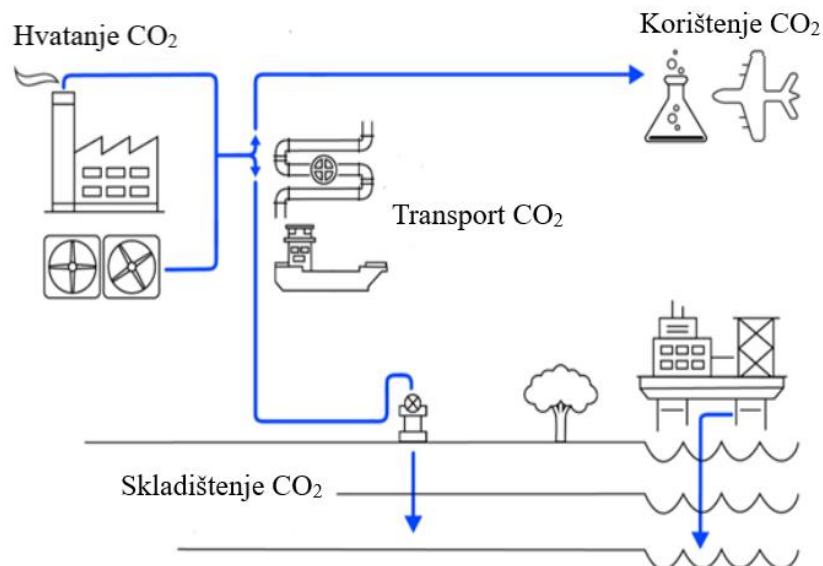 Hvatanje CO₂
Korištenje CO₂
Transport CO₂
Skladištenje CO₂